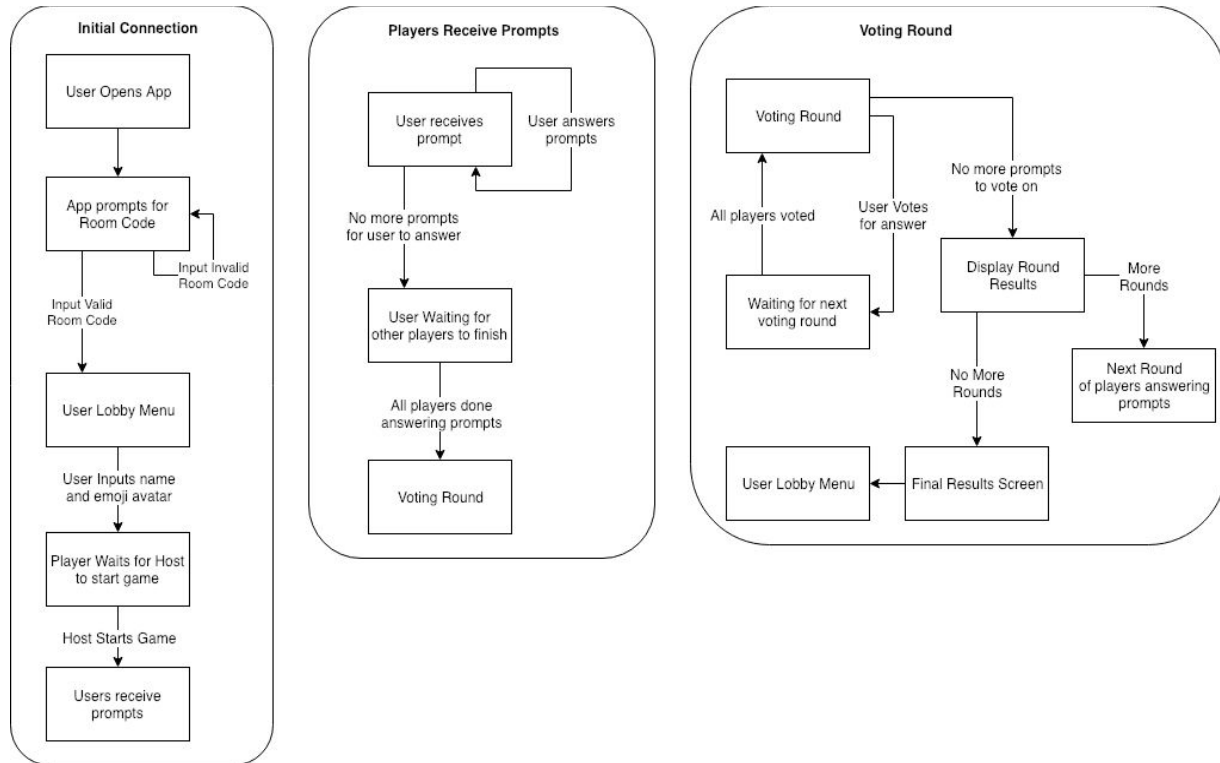 Initial Connection
User Opens App
App prompts for
Room Code
Input Invalid
Room Code
Input Valid
Room Code
User Lobby Menu
User Inputs name
and emoji avatar
Player Waits for Host
to start game
Host Starts Game
Users receive
prompts
Players Receive Prompts
User receives
prompt
User answers
prompts
No more prompts
for user to answer
User Waiting for
other players to finish
All players done
answering prompts
Voting Round
Voting Round
Voting Round
No more prompts
to vote on
All players voted
User Votes
for answer
Waiting for next
voting round
Display Round
Results
More
Rounds
Next Round
of players answering
prompts
No More
Rounds
Final Results Screen
User Lobby Menu